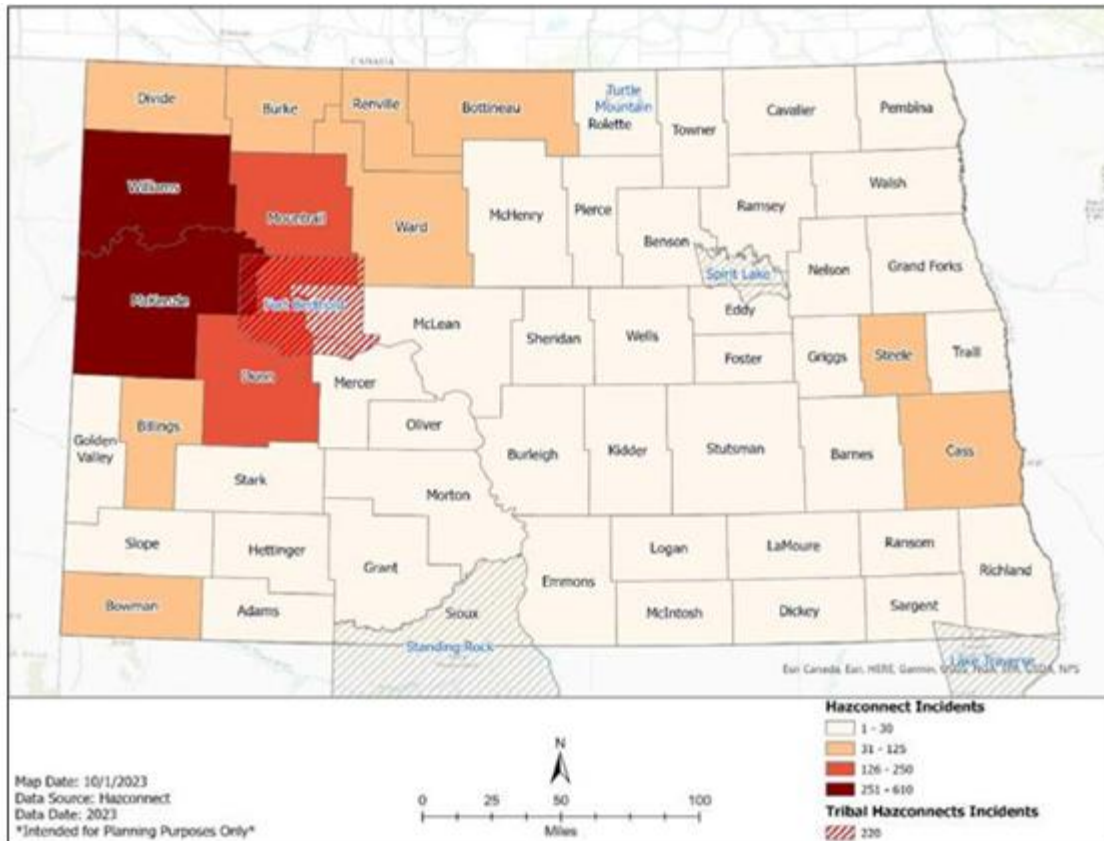 CANADA
Divide
Burke
Renville
Bottineau
Turtle
Mountain
Rolette
Towner
Cavalier
Pembina
Williams
Mountrail
Ward
McHenry
Pierce
Benson
Ramsey
Walsh
Spirit Lake
Nelson
Grand Forks
McKenzie
Fort Berthold
McLean
Sheridan
Wells
Eddy
Foster
Griggs
Steele
Traill
Dunn
Mercer
Oliver
Golden
Valley
Billings
Stark
Burleigh
Kidder
Stutsman
Barnes
Cass
Morton
Slope
Hettinger
Grant
Emmons
Logan
LaMoure
Ransom
Richland
Bowman
Adams
Sioux
McIntosh
Dickey
Sargent
Standing Rock
Lake Traverse
Esri Canada, Esri, HERE, Garmin, USGS, NGA, EPA, USDA, NPS
Hazconnect Incidents
1 - 30
31 - 125
126 - 250
251 - 610
Tribal Hazconnects Incidents
220
N
0 25 50 100
Miles
Map Date: 10/1/2023
Data Source: Hazconnect
Data Date: 2023
*Intended for Planning Purposes Only*